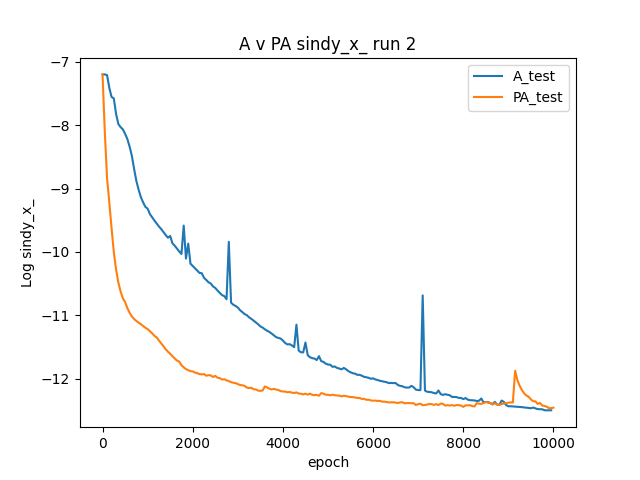 A v PA sindy_x_ run 2
A_test
PA_test
Log sindy_x_
−7
−8
−9
−10
−11
−12
0
2000
4000
6000
8000
10000
epoch